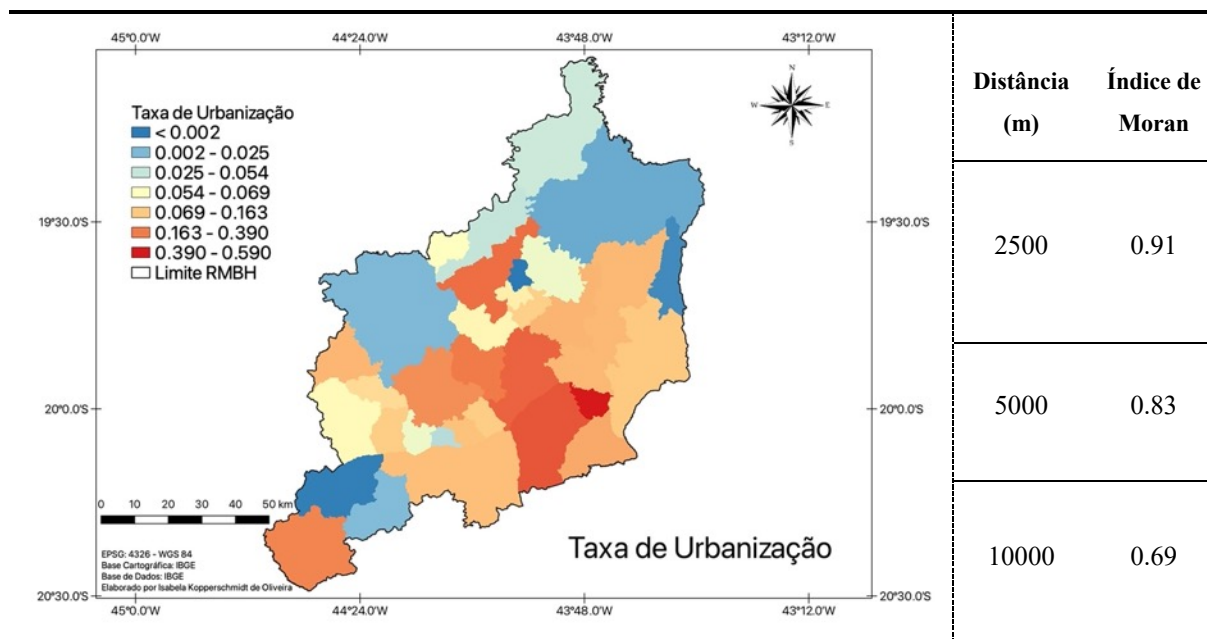 45°0.0'W 44°24.0'W 43°48.0'W 43°12.0'W
N
W E
S
Taxa de Urbanização
< 0.002
0.002 - 0.025
0.025 - 0.054
0.054 - 0.069
0.069 - 0.163
0.163 - 0.390
0.390 - 0.590
Limite RMBH
19°30.0'S 19°30.0'S
20°0.0'S 20°0.0'S
0 10 20 30 40 50 km
EPSG: 4326 - WGS 84
Base Cartográfica: IBGE
Base de Dados: IBGE
Elaborado por Isabela Kopperschmidt de Oliveira
Taxa de Urbanização
20°30.0'S 20°30.0'S
45°0.0'W 44°24.0'W 43°48.0'W 43°12.0'W
Distância Índice de
(m) Moran
2500 0.91
5000 0.83
10000 0.69